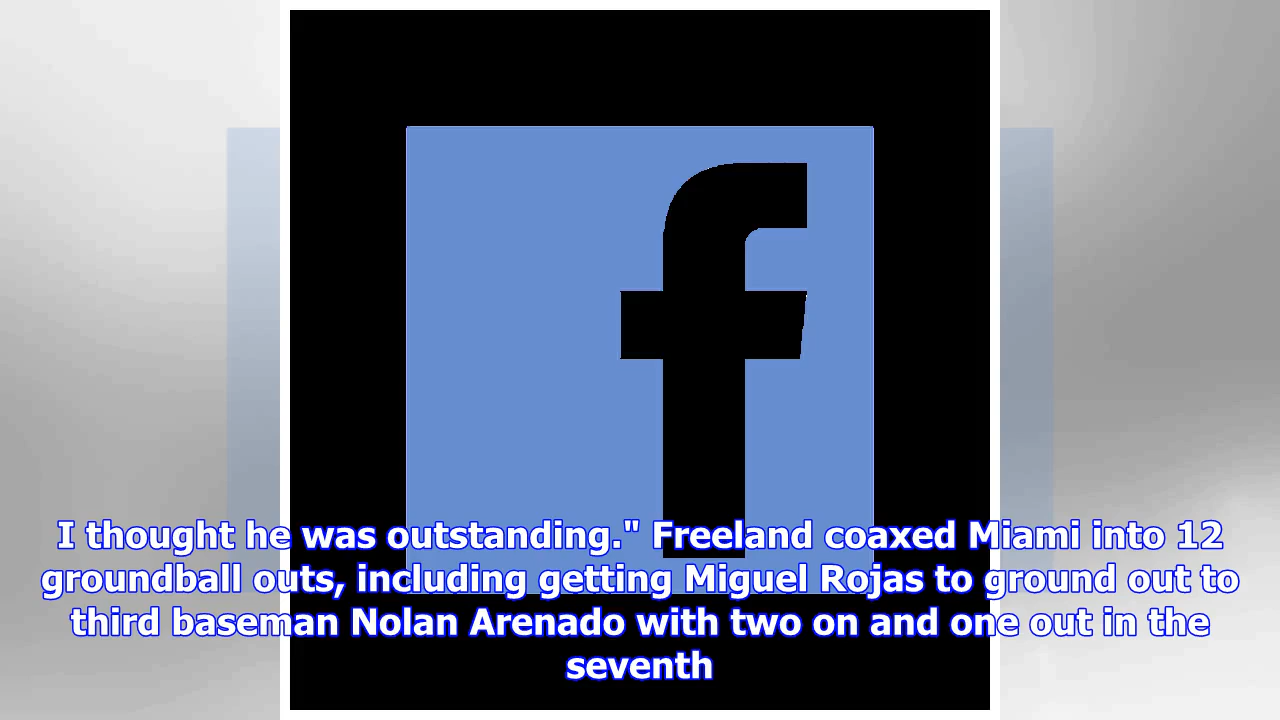 f
I thought he was outstanding." Freeland coaxed Miami into 12
groundball outs, including getting Miguel Rojas to ground out to
third baseman Nolan Arenado with two on and one out in the
seventh